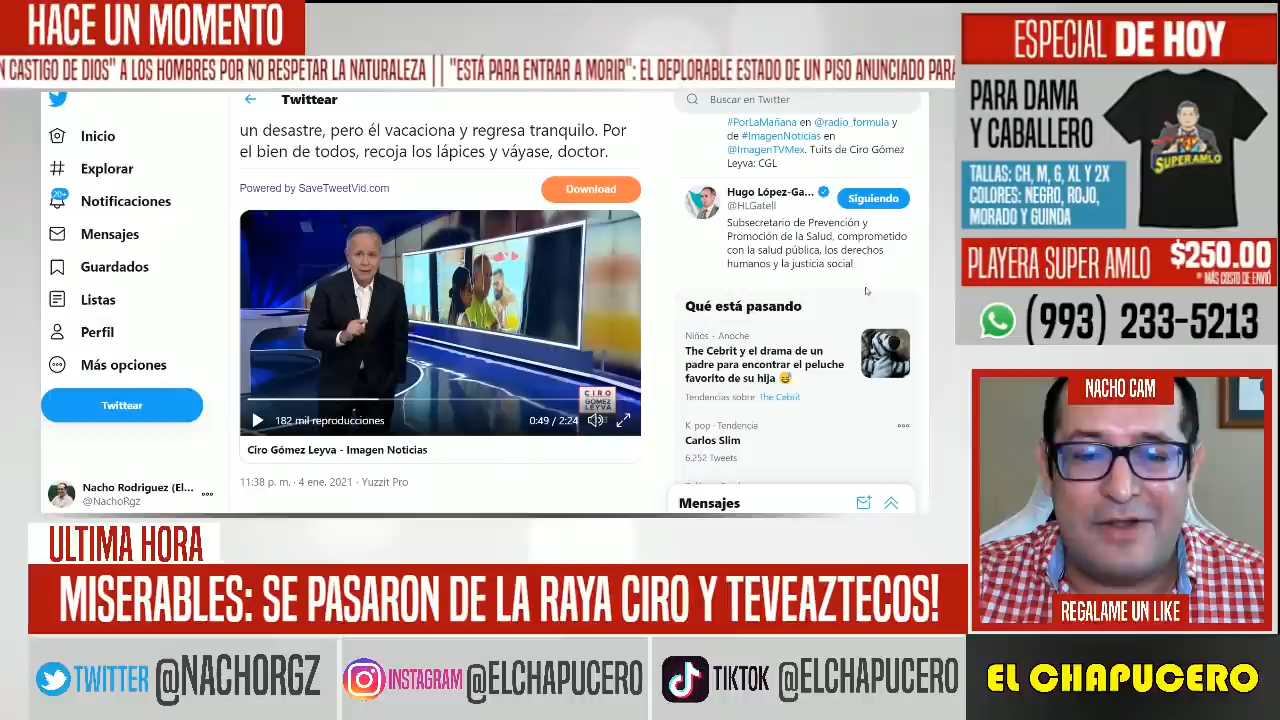 HACE UN MOMENTO
N CASTIGO DE DIOS" A LOS HOMBRES POR NO RESPETAR LA NATURALEZA || "ESTÁ PARA ENTRAR A MORIR": EL DEPLORABLE ESTADO DE UN PISO ANUNCIADO PARA
Inicio
Explorar
20+
Notificaciones
Mensajes
Guardados
Listas
Perfil
Más opciones
Twittear
Nacho Rodriguez (El...
@NachoRgz
Twittear
un desastre, pero él vacaciona y regresa tranquilo. Por
el bien de todos, recoja los lápices y váyase, doctor.
Powered by SaveTweetVid.com
Download
CIRO
GÓMEZ
LEYVA
182 mil reproducciones
0:49 / 2:24
Ciro Gómez Leyva - Imagen Noticias
11:38 p. m. · 4 ene. 2021 · Yuzzit Pro
Buscar en Twitter
#PorLaMañana en @radio_formula y
de #ImagenNoticias en
@ImagenTVMex. Tuits de Ciro Gómez
Leyva: CGL
Hugo López-Ga...
@HLGatell
Siguiendo
Subsecretario de Prevención y
Promoción de la Salud, comprometido
con la salud pública, los derechos
humanos y la justicia social
Qué está pasando
Niños · Anoche
The Cebrit y el drama de un
padre para encontrar el peluche
favorito de su hija 😅
Tendencias sobre The Cebrit
K pop · Tendencia
Carlos Slim
6.252 Tweets
Mensajes
ESPECIAL DE HOY
PARA DAMA
Y CABALLERO
TALLAS: CH, M, G, XL Y 2X
COLORES: NEGRO, ROJO,
MORADO Y GUINDA
SUPERAMLO
PLAYERA SUPER AMLO $250.00
* MÁS COSTO DE ENVIÓ
(993) 233-5213
NACHO CAM
REGALAME UN LIKE
ULTIMA HORA
MISERABLES: SE PASARON DE LA RAYA CIRO Y TEVEAZTECOS!
TWITTER @NACHORGZ
INSTAGRAM @ELCHAPUCERO
TIKTOK @ELCHAPUCERO
EL CHAPUCERO